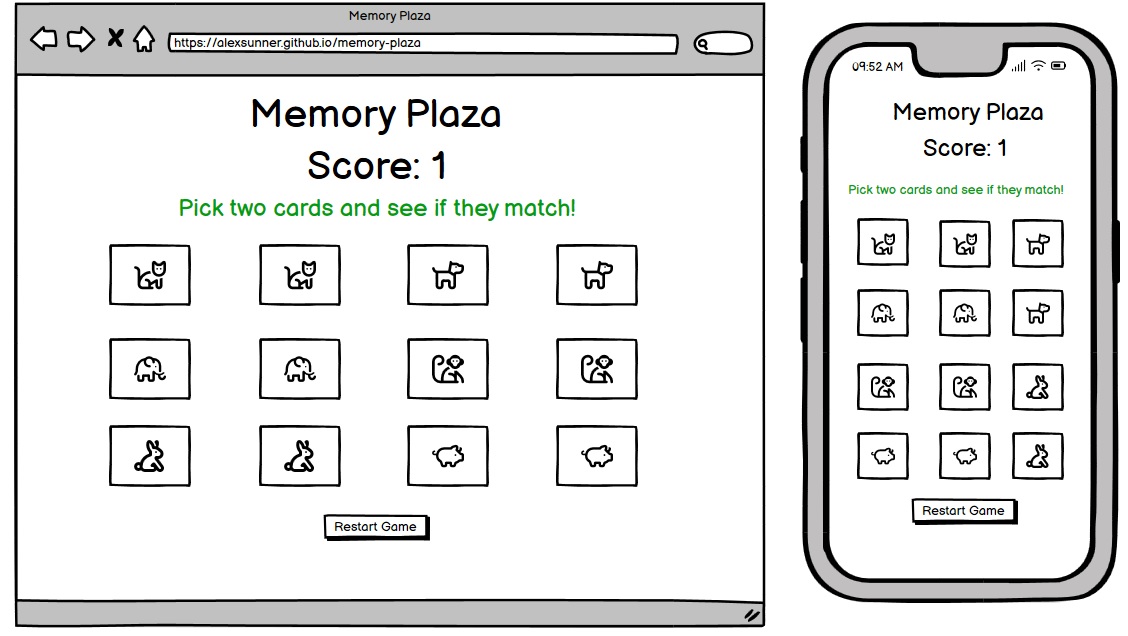 Memory Plaza
https://alexsunner.github.io/memory-plaza
Memory Plaza
Score: 1
Pick two cards and see if they match!
Restart Game
09:52 AM
Memory Plaza
Score: 1
Pick two cards and see if they match!
Restart Game